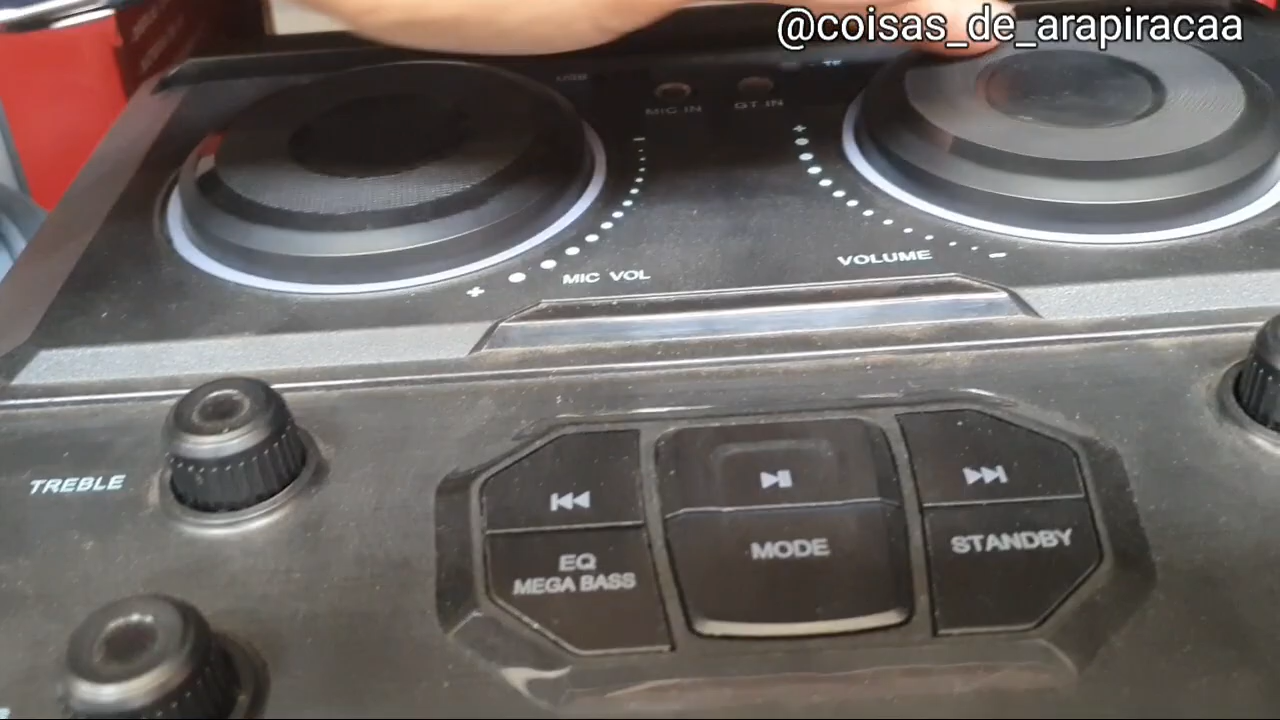 @coisas_de_arapiracaa
USB
MIC IN
GT IN
MIC VOL
VOLUME
TREBLE
EQ
MEGA BASS
MODE
STANDBY